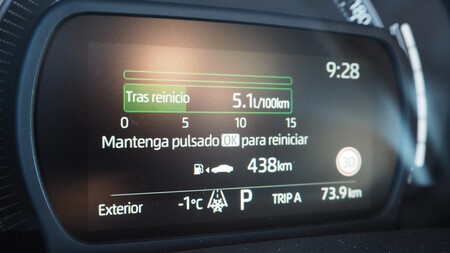 9:28
Tras reinicio 5.1L/100km
0 5 10 15
Mantenga pulsado OK para reiniciar
438km 30
Exterior -1°C P TRIP A 73.9km